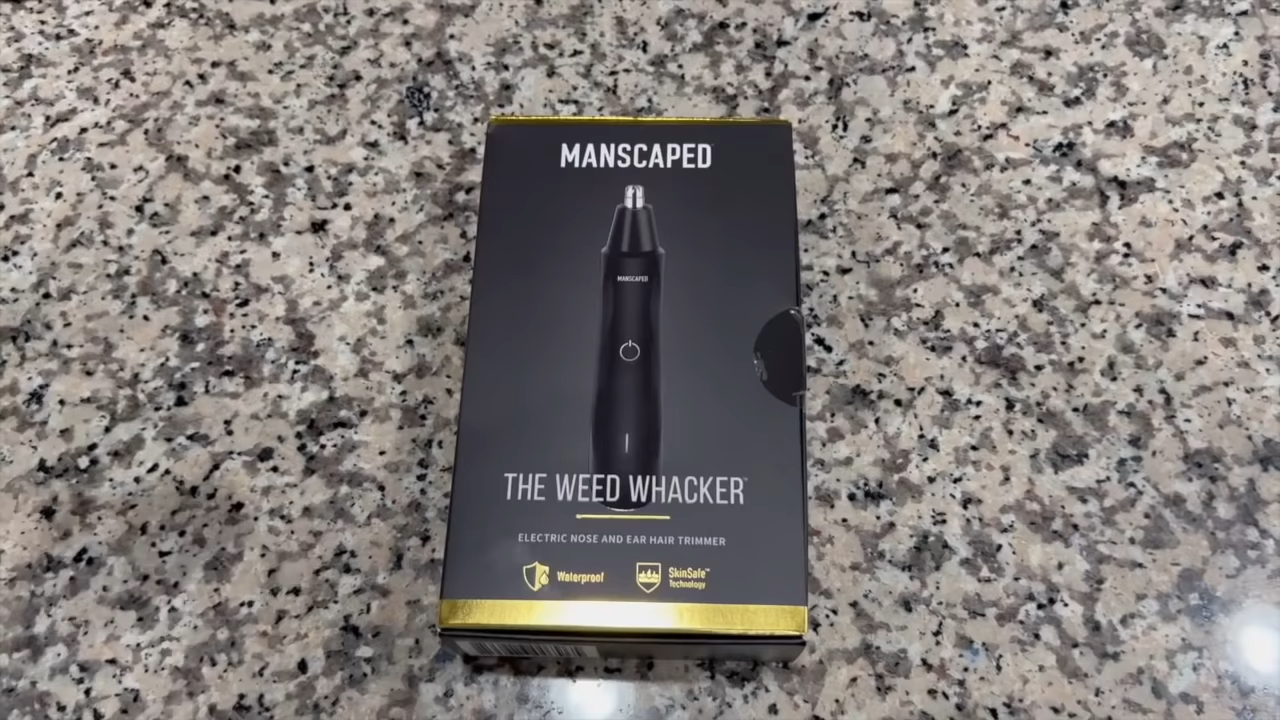 MANSCAPED
MANSCAPED
THE WEED WHACKER™
ELECTRIC NOSE AND EAR HAIR TRIMMER
Waterproof
SkinSafe™
Technology